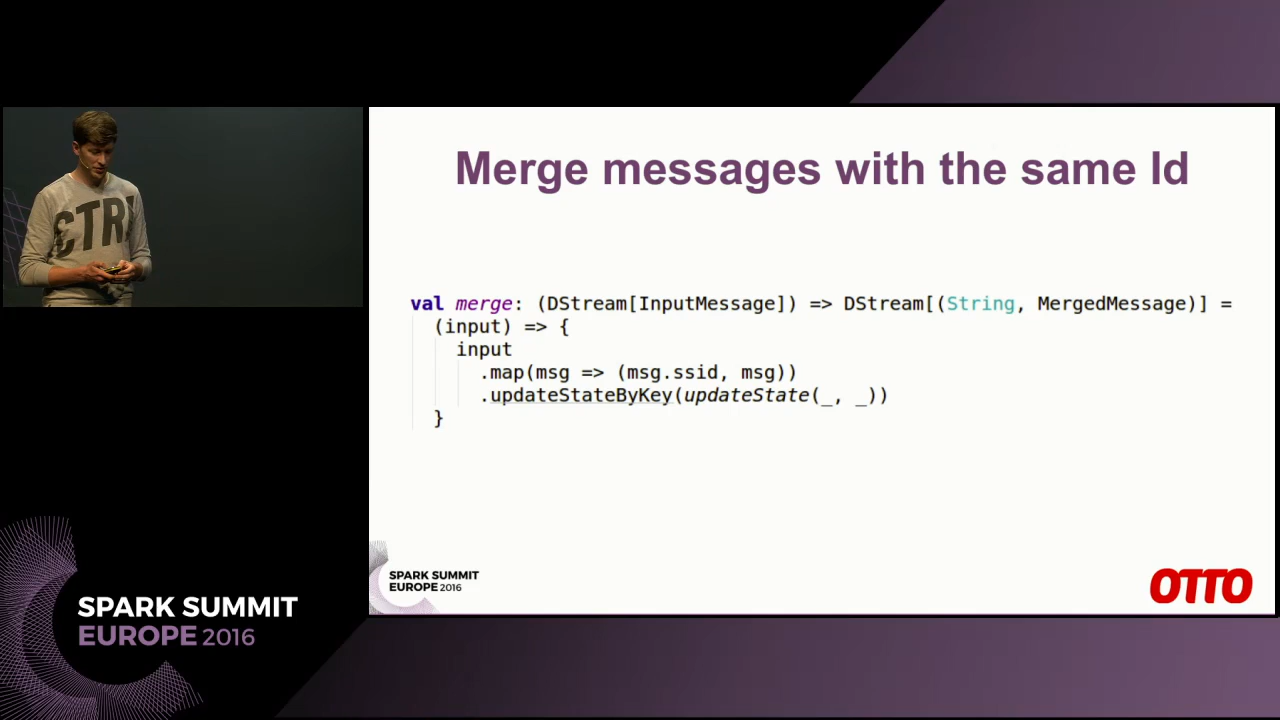 CTRL
Merge messages with the same Id
val merge: (DStream[InputMessage]) => DStream[(String, MergedMessage)] =
(input) => {
input
.map(msg => (msg.ssid, msg))
.updateStateByKey(updateState(_, _))
}
SPARK SUMMIT
EUROPE 2016
OTTO
SPARK SUMMIT
EUROPE 2016